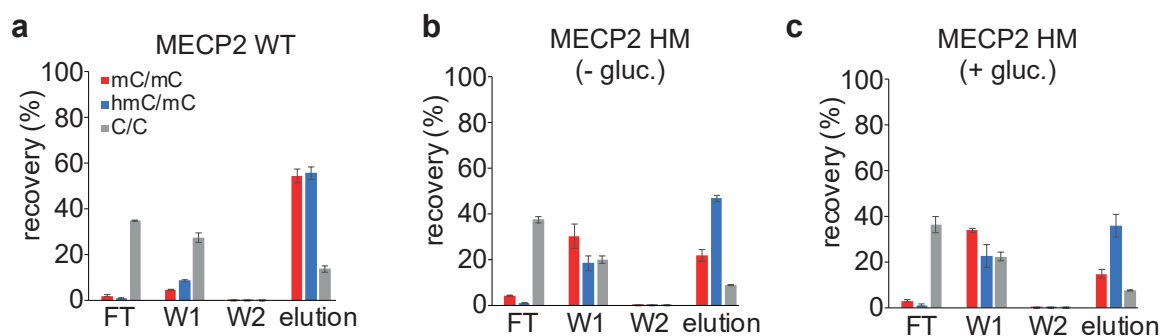 a
MECP2 WT
recovery (%)
100
80
60
40
20
0
mC/mC
hmC/mC
C/C
FT W1 W2 elution
b
MECP2 HM
(- gluc.)
recovery (%)
100
80
60
40
20
0
FT W1 W2 elution
c
MECP2 HM
(+ gluc.)
recovery (%)
100
80
60
40
20
0
FT W1 W2 elution